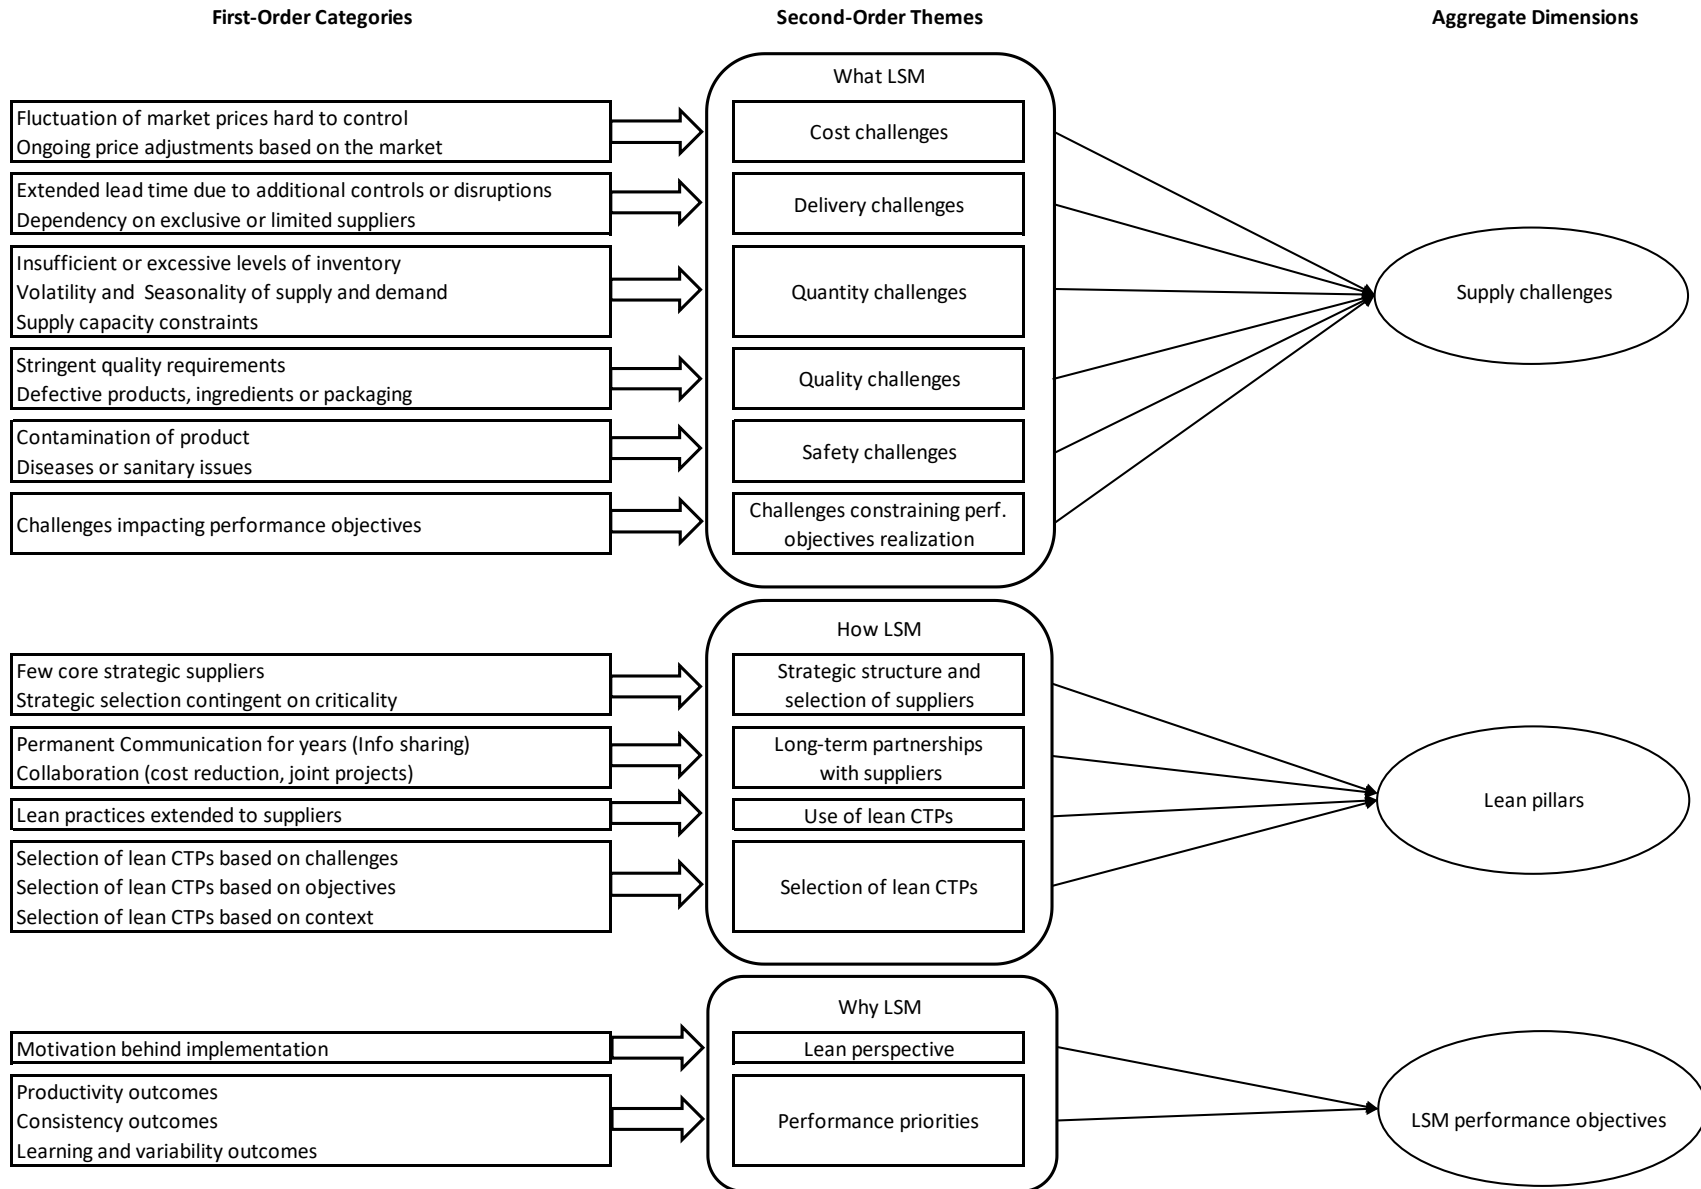 First-Order Categories
Second-Order Themes
Aggregate Dimensions
What LSM
Fluctuation of market prices hard to control
Ongoing price adjustments based on the market
Cost challenges
Extended lead time due to additional controls or disruptions
Dependency on exclusive or limited suppliers
Delivery challenges
Insufficient or excessive levels of inventory
Volatility and  Seasonality of supply and demand
Supply capacity constraints
Quantity challenges
Supply challenges
Stringent quality requirements
Defective products, ingredients or packaging
Quality challenges
Contamination of product
Diseases or sanitary issues
Safety challenges
Challenges impacting performance objectives
Challenges constraining perf.
objectives realization
How LSM
Few core strategic suppliers
Strategic selection contingent on criticality
Strategic structure and
selection of suppliers
Permanent Communication for years (Info sharing)
Collaboration (cost reduction, joint projects)
Long-term partnerships
with suppliers
Lean practices extended to suppliers
Use of lean CTPs
Lean pillars
Selection of lean CTPs based on challenges
Selection of lean CTPs based on objectives
Selection of lean CTPs based on context
Selection of lean CTPs
Why LSM
Motivation behind implementation
Lean perspective
Productivity outcomes
Consistency outcomes
Learning and variability outcomes
Performance priorities
LSM performance objectives